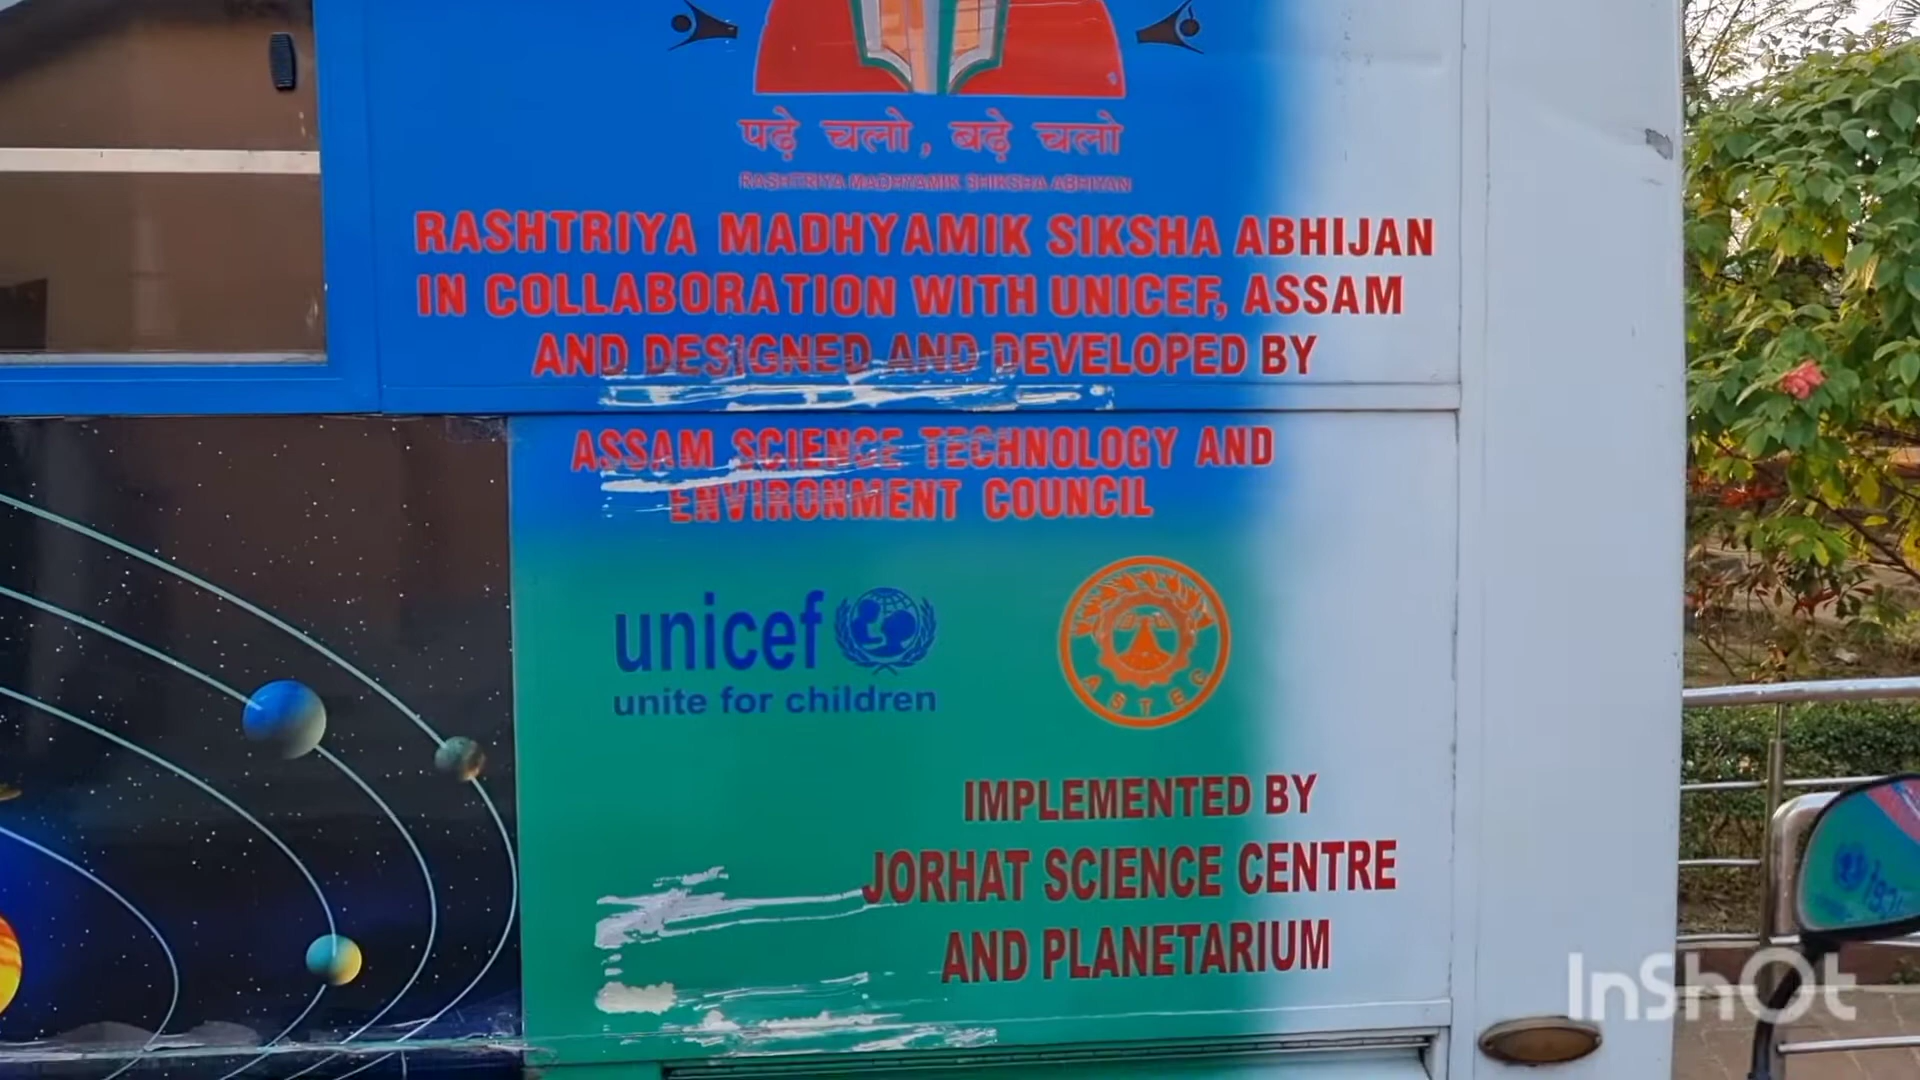 पढ़े चलो, बढ़े चलो
RASHTRIYA MADHYAMIK SHIKSHA ABHIYAN
RASHTRIYA MADHYAMIK SIKSHA ABHIJAN
IN COLLABORATION WITH UNICEF, ASSAM
AND DESIGNED AND DEVELOPED BY
ASSAM SCIENCE TECHNOLOGY AND
ENVIRONMENT COUNCIL
unicef
unite for children
ASTEC
IMPLEMENTED BY
JORHAT SCIENCE CENTRE
AND PLANETARIUM
InShOt